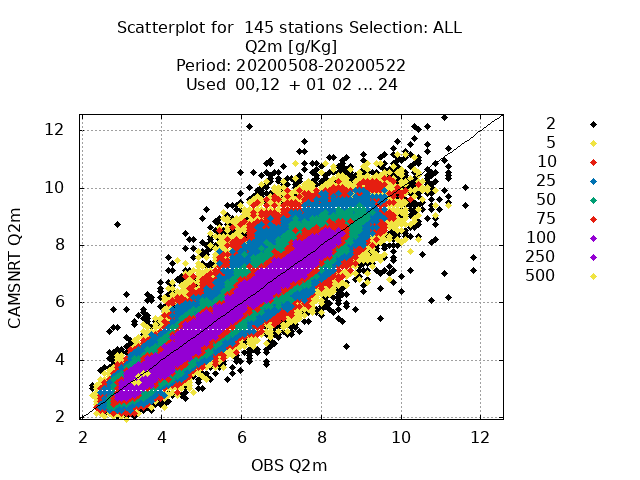 Scatterplot for  145 stations Selection: ALL
Q2m [g/Kg]
Period: 20200508-20200522
Used  00,12  + 01 02 ... 24
12
10
8
6
4
2
2 4 6 8 10 12
CAMSNRT Q2m
OBS Q2m
2
5
10
25
50
75
100
250
500